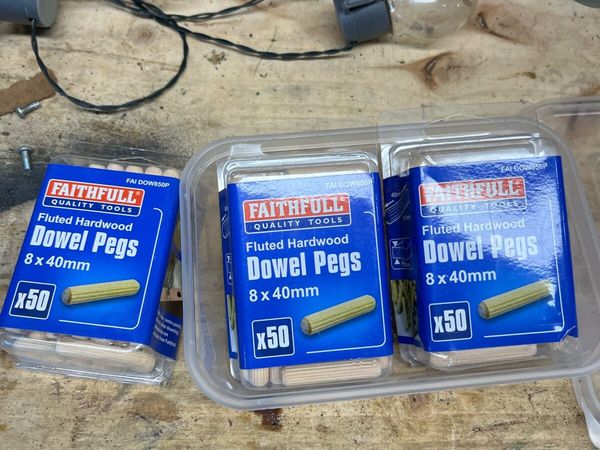 FAI DOW850P
FAITHFULL
QUALITY TOOLS
Fluted Hardwood
Dowel Pegs
8 x 40mm
x50
FAI DOW850P
FAITHFULL
QUALITY TOOLS
Fluted Hardwood
Dowel Pegs
8 x 40mm
x50
FAI DOW850P
FAITHFULL
QUALITY TOOLS
Fluted Hardwood
Dowel Pegs
8 x 40mm
x50